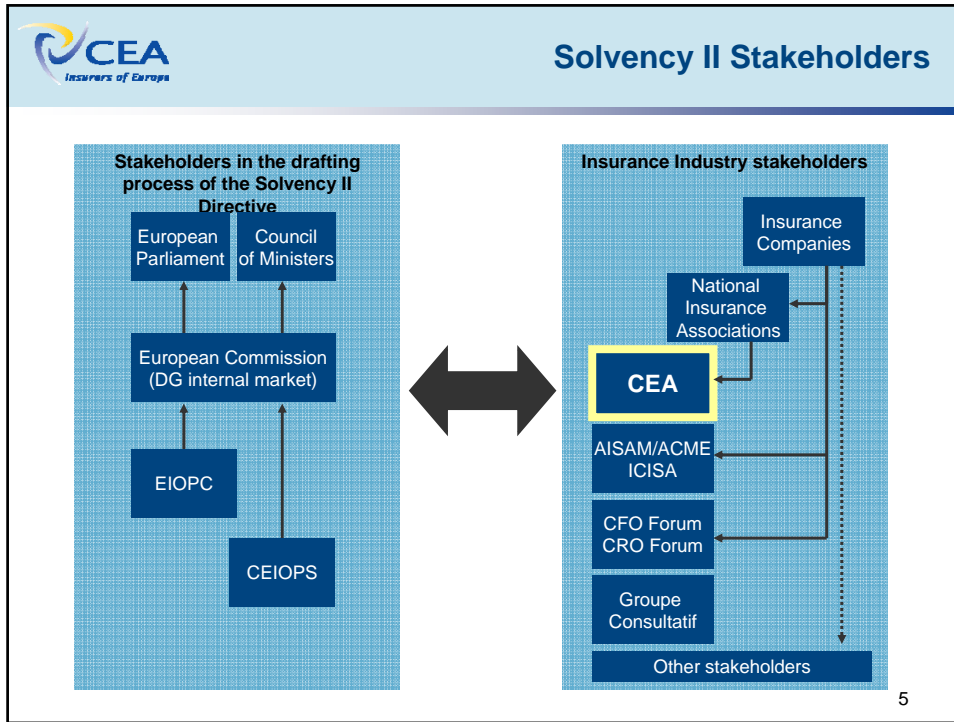 CEA
Insurers of Europe
Solvency II Stakeholders
Stakeholders in the drafting
process of the Solvency II
Directive
European
Parliament
Council
of Ministers
European Commission
(DG internal market)
EIOPC
CEIOPS
Insurance Industry stakeholders
Insurance
Companies
National
Insurance
Associations
CEA
AISAM/ACME
ICISA
CFO Forum
CRO Forum
Groupe
Consultatif
Other stakeholders
5